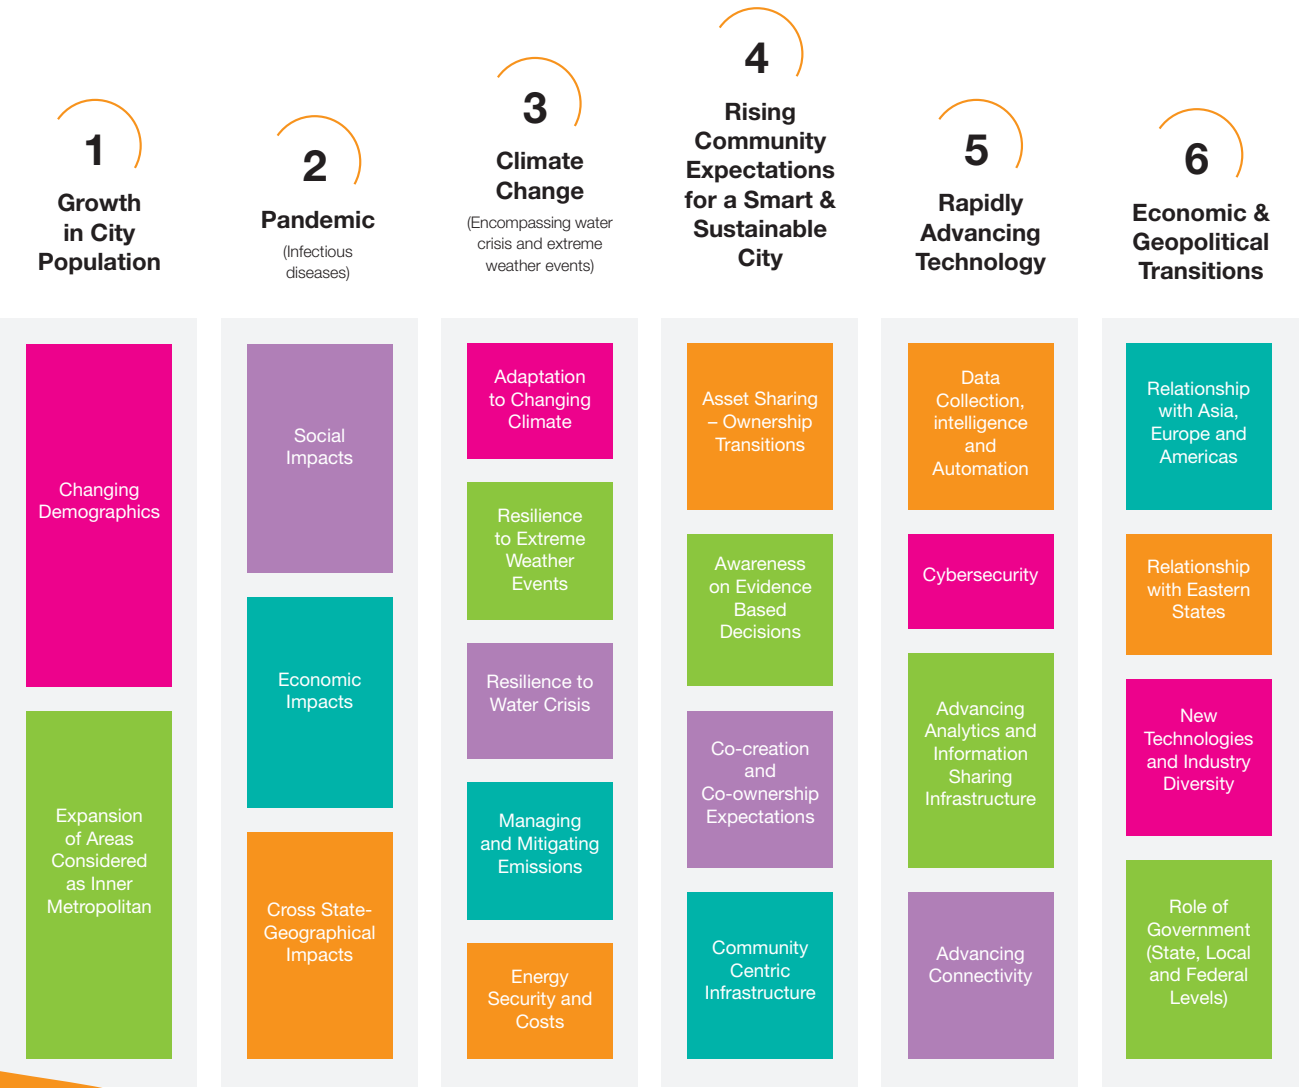 1
Growth
in City
Population
Changing
Demographics
Expansion
of Areas
Considered
as Inner
Metropolitan
2
Pandemic
(Infectious
diseases)
Social
Impacts
Economic
Impacts
Cross State-
Geographical
Impacts
3
Climate
Change
(Encompassing water
crisis and extreme
weather events)
Adaptation
to Changing
Climate
Resilience
to Extreme
Weather
Events
Resilience to
Water Crisis
Managing
and Mitigating
Emissions
Energy
Security and
Costs
4
Rising
Community
Expectations
for a Smart &
Sustainable
City
Asset Sharing
– Ownership
Transitions
Awareness
on Evidence
Based
Decisions
Co-creation
and
Co-ownership
Expectations
Community
Centric
Infrastructure
5
Rapidly
Advancing
Technology
Data
Collection,
intelligence
and
Automation
Cybersecurity
Advancing
Analytics and
Information
Sharing
Infrastructure
Advancing
Connectivity
6
Economic &
Geopolitical
Transitions
Relationship
with Asia,
Europe and
Americas
Relationship
with Eastern
States
New
Technologies
and Industry
Diversity
Role of
Government
(State, Local
and Federal
Levels)